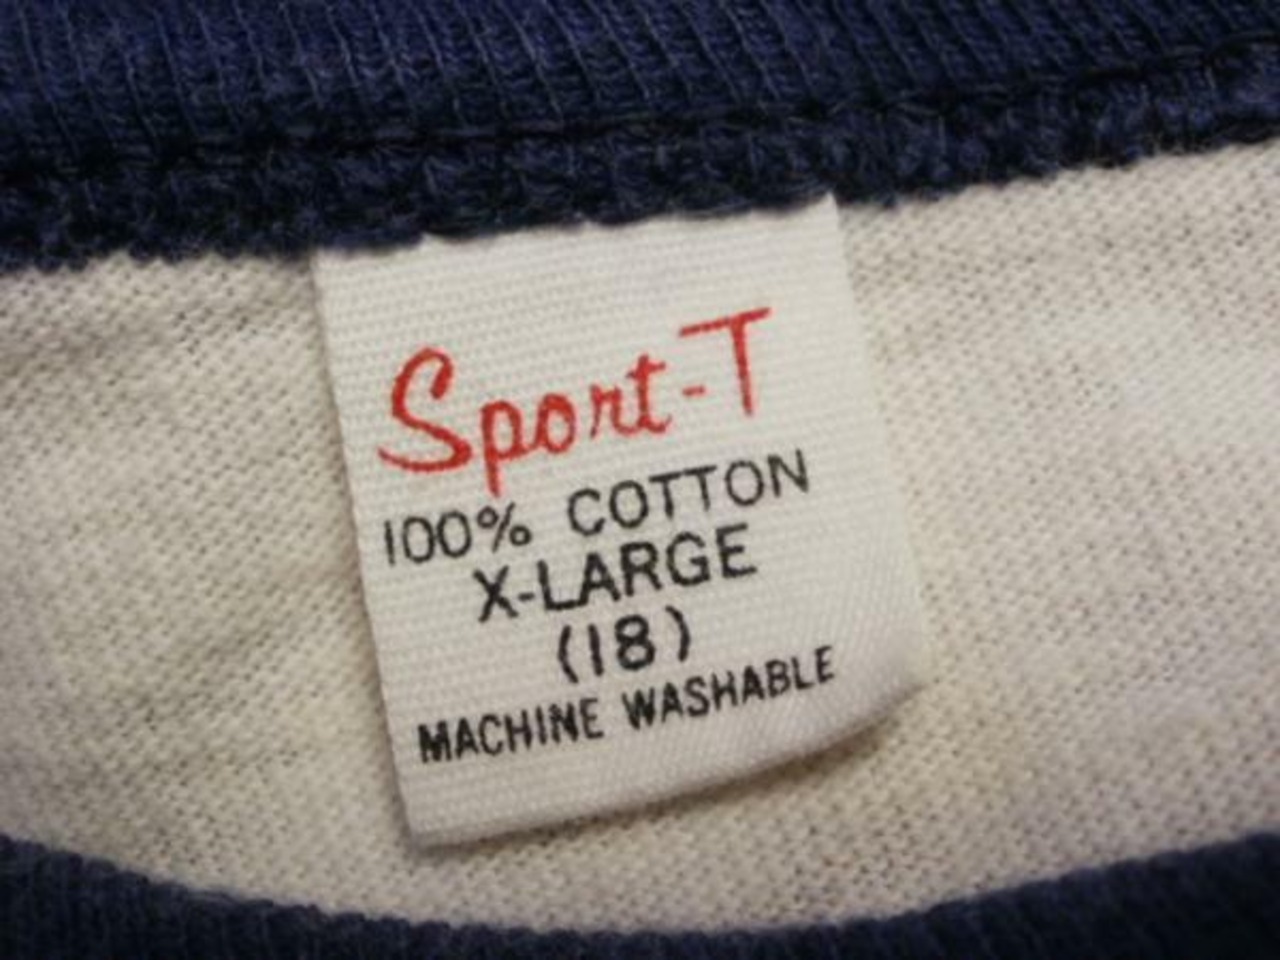 Sport-T
100% COTTON
X-LARGE
(18)
MACHINE WASHABLE